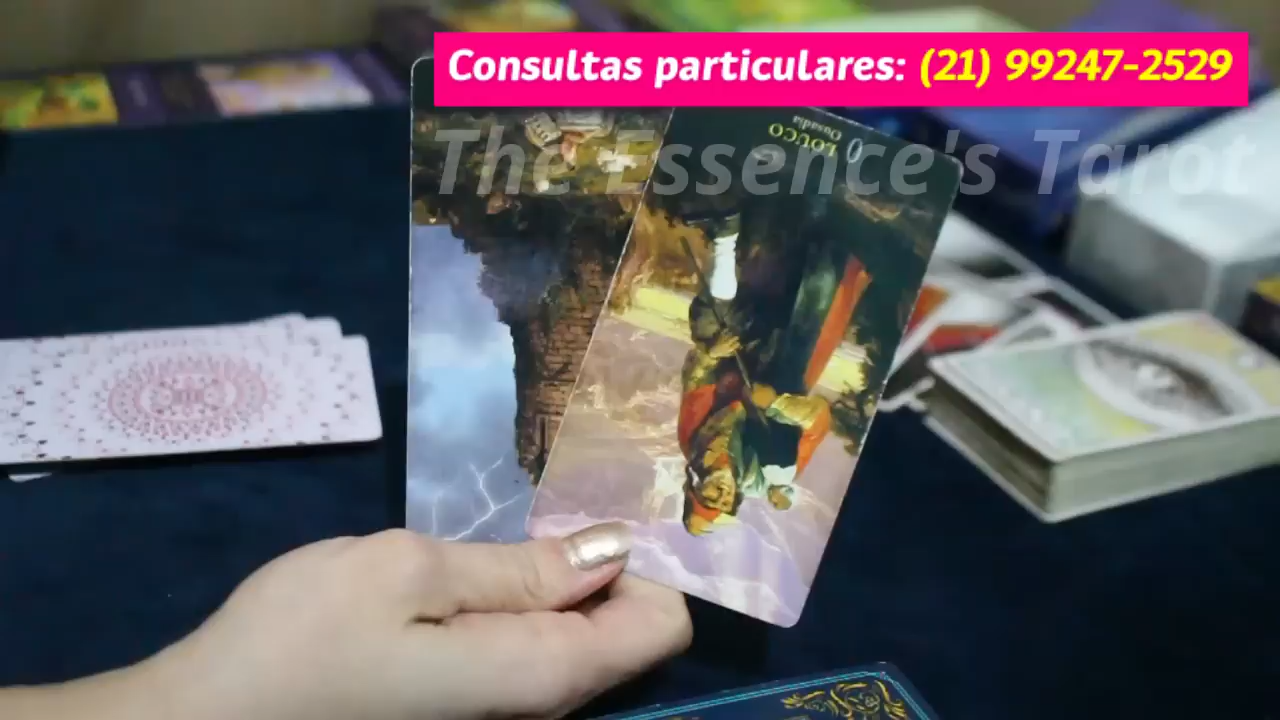 Consultas particulares: (21) 99247-2529
The Essence's Tarot
0
LOUCO
Ousadia